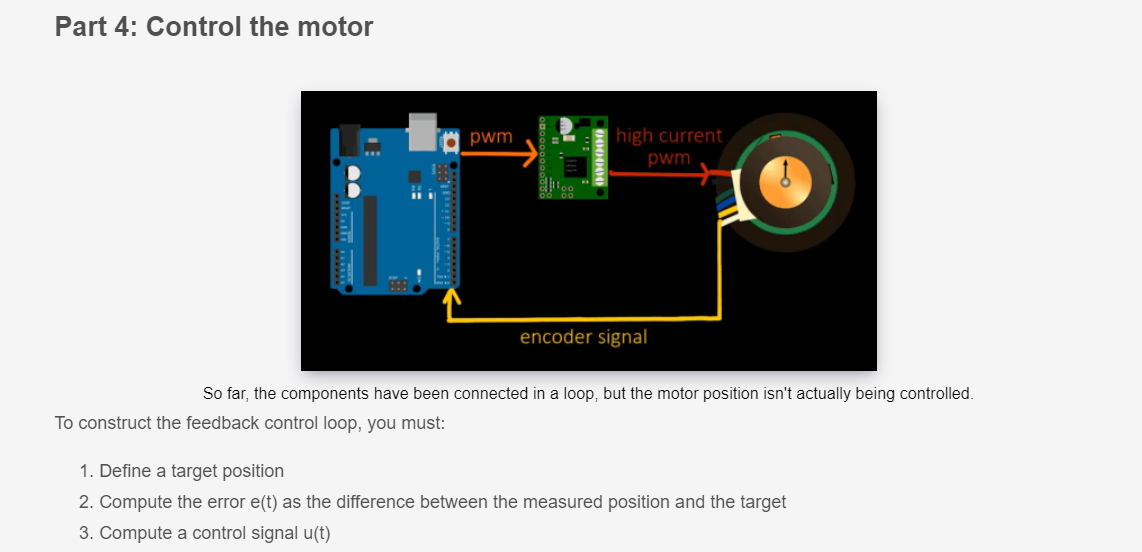 Part 4: Control the motor
pwm
high current
pwm
encoder signal
So far, the components have been connected in a loop, but the motor position isn't actually being controlled.
To construct the feedback control loop, you must:
1. Define a target position
2. Compute the error e(t) as the difference between the measured position and the target
3. Compute a control signal u(t)